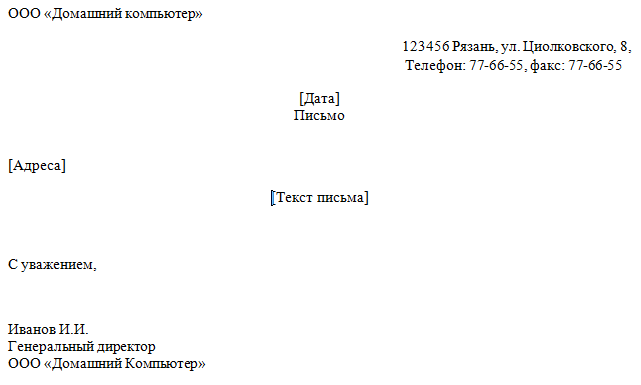 ООО «Домашний компьютер»
123456 Рязань, ул. Циолковского, 8,
Телефон: 77-66-55, факс: 77-66-55
[Дата]
Письмо
[Адреса]
[Текст письма]
С уважением,
Иванов И.И.
Генеральный директор
ООО «Домашний Компьютер»